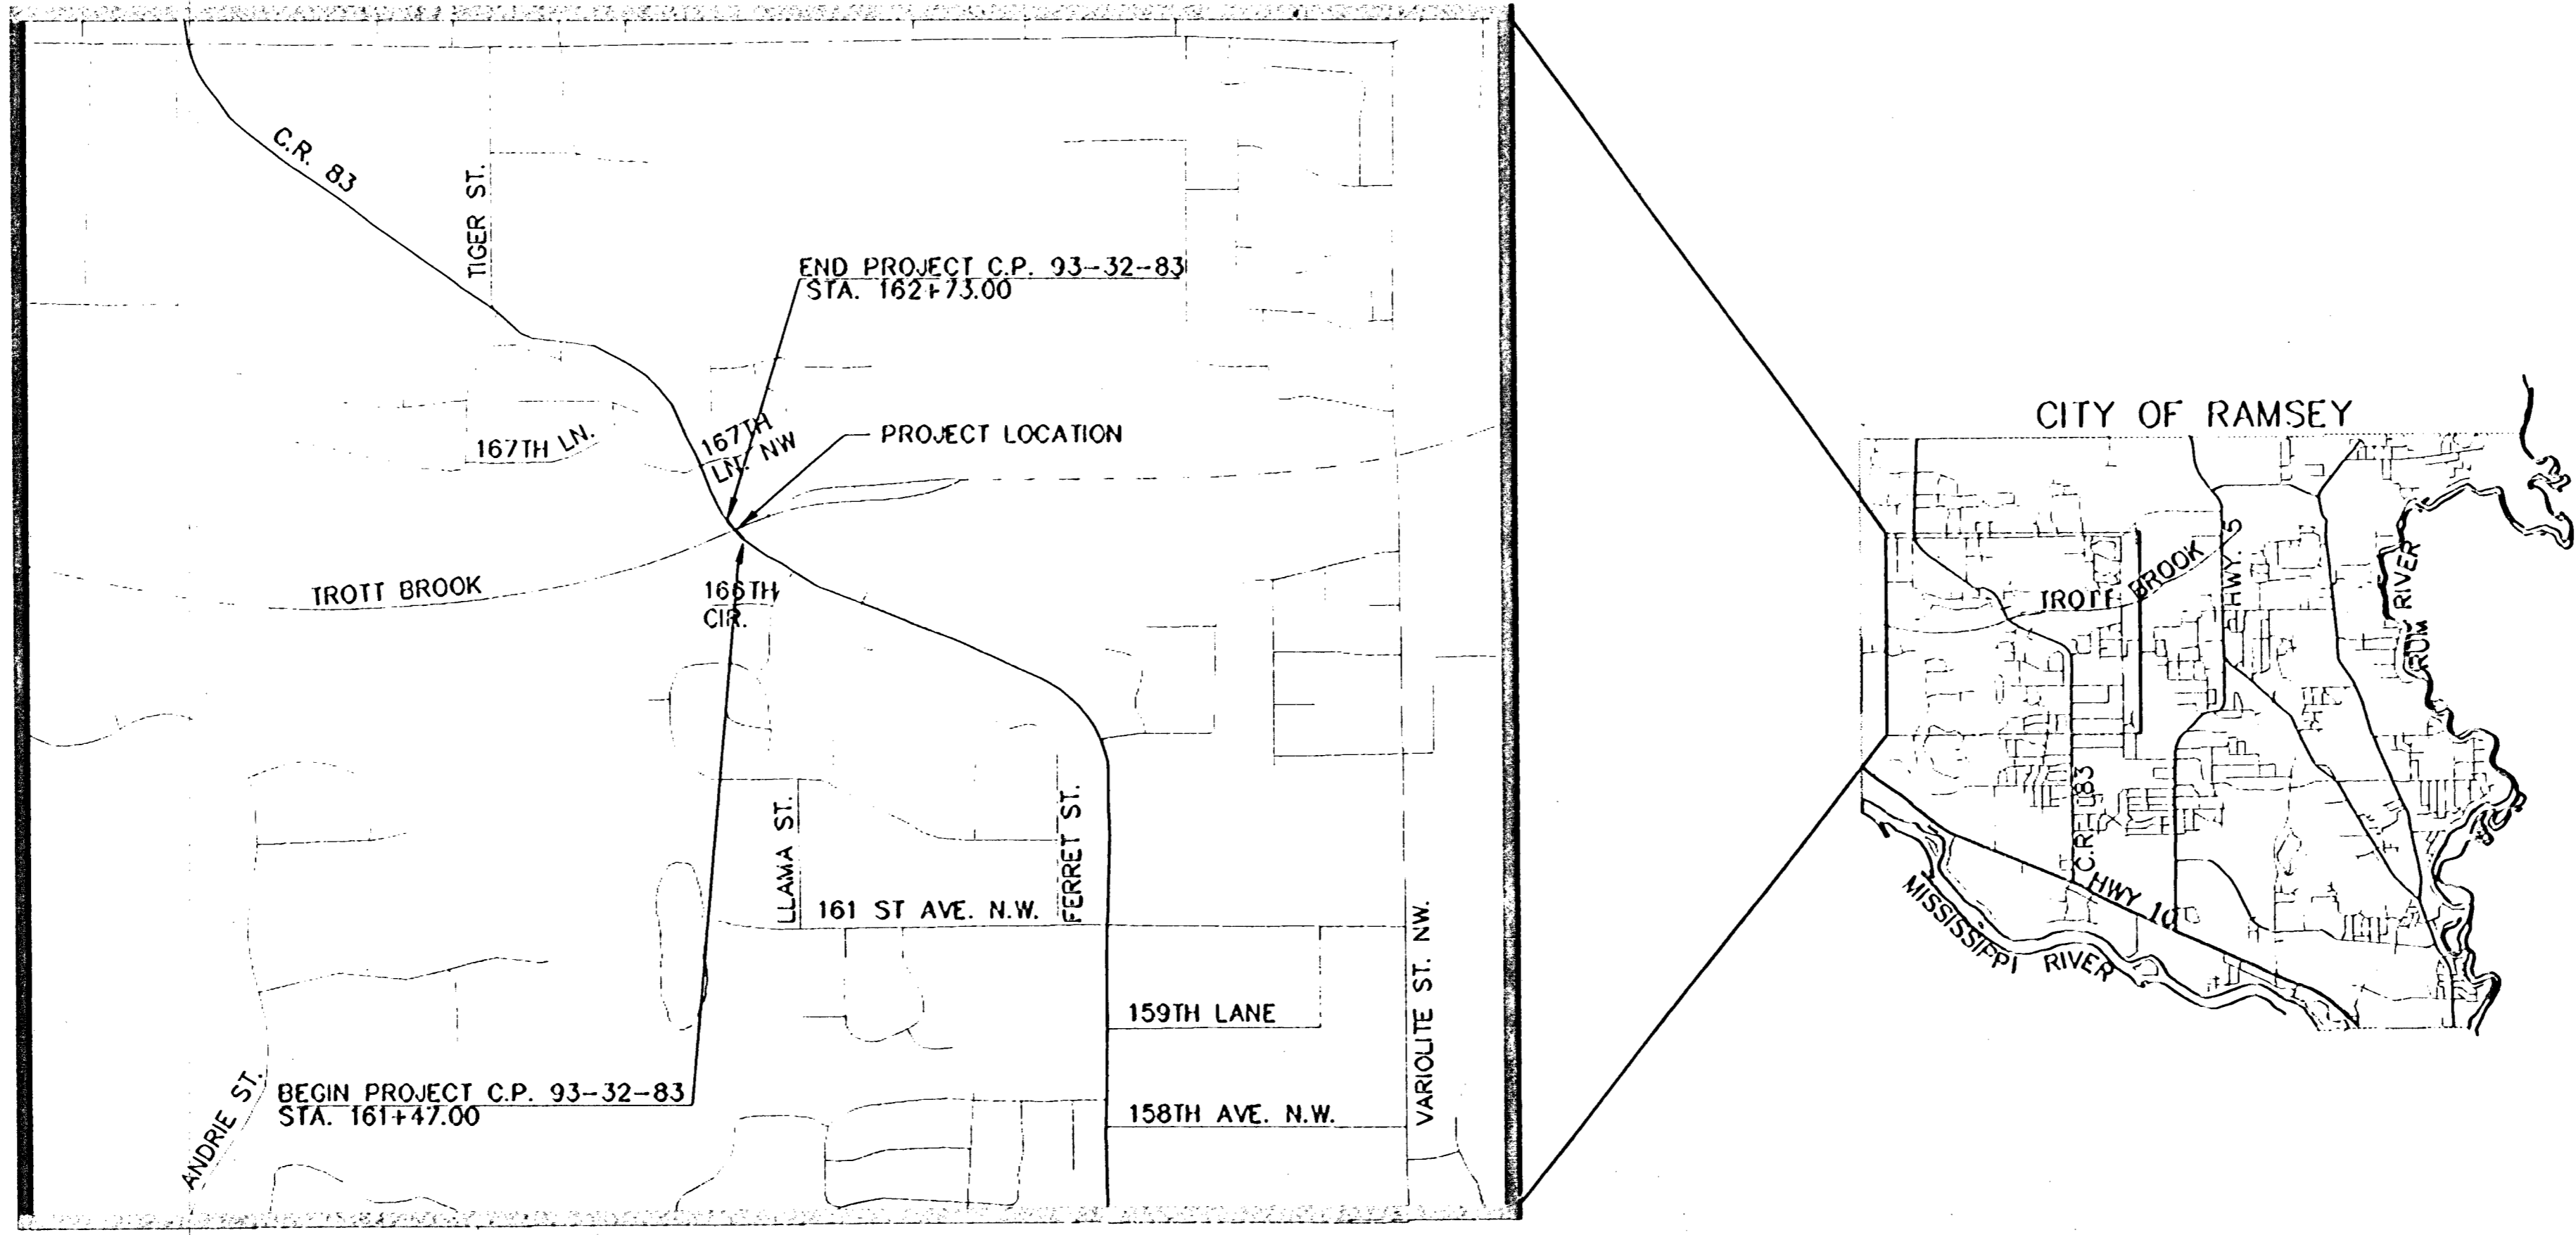 C.R. 83
TIGER ST.
END PROJECT C.P. 93-32-83
STA. 162+73.00
167TH LN.
167TH
LN. NW
PROJECT LOCATION
TROTT BROOK
166TH
CIR.
LLAMA ST.
FERRET ST.
161 ST AVE. N.W.
159TH LANE
158TH AVE. N.W.
VARIOLITE ST. NW.
ANDRIE ST.
BEGIN PROJECT C.P. 93-32-83
STA. 161+47.00
CITY OF RAMSEY
TROTT BROOK
HWY. 5
RUM RIVER
C.R. 83
HWY 10
MISSISSIPPI RIVER